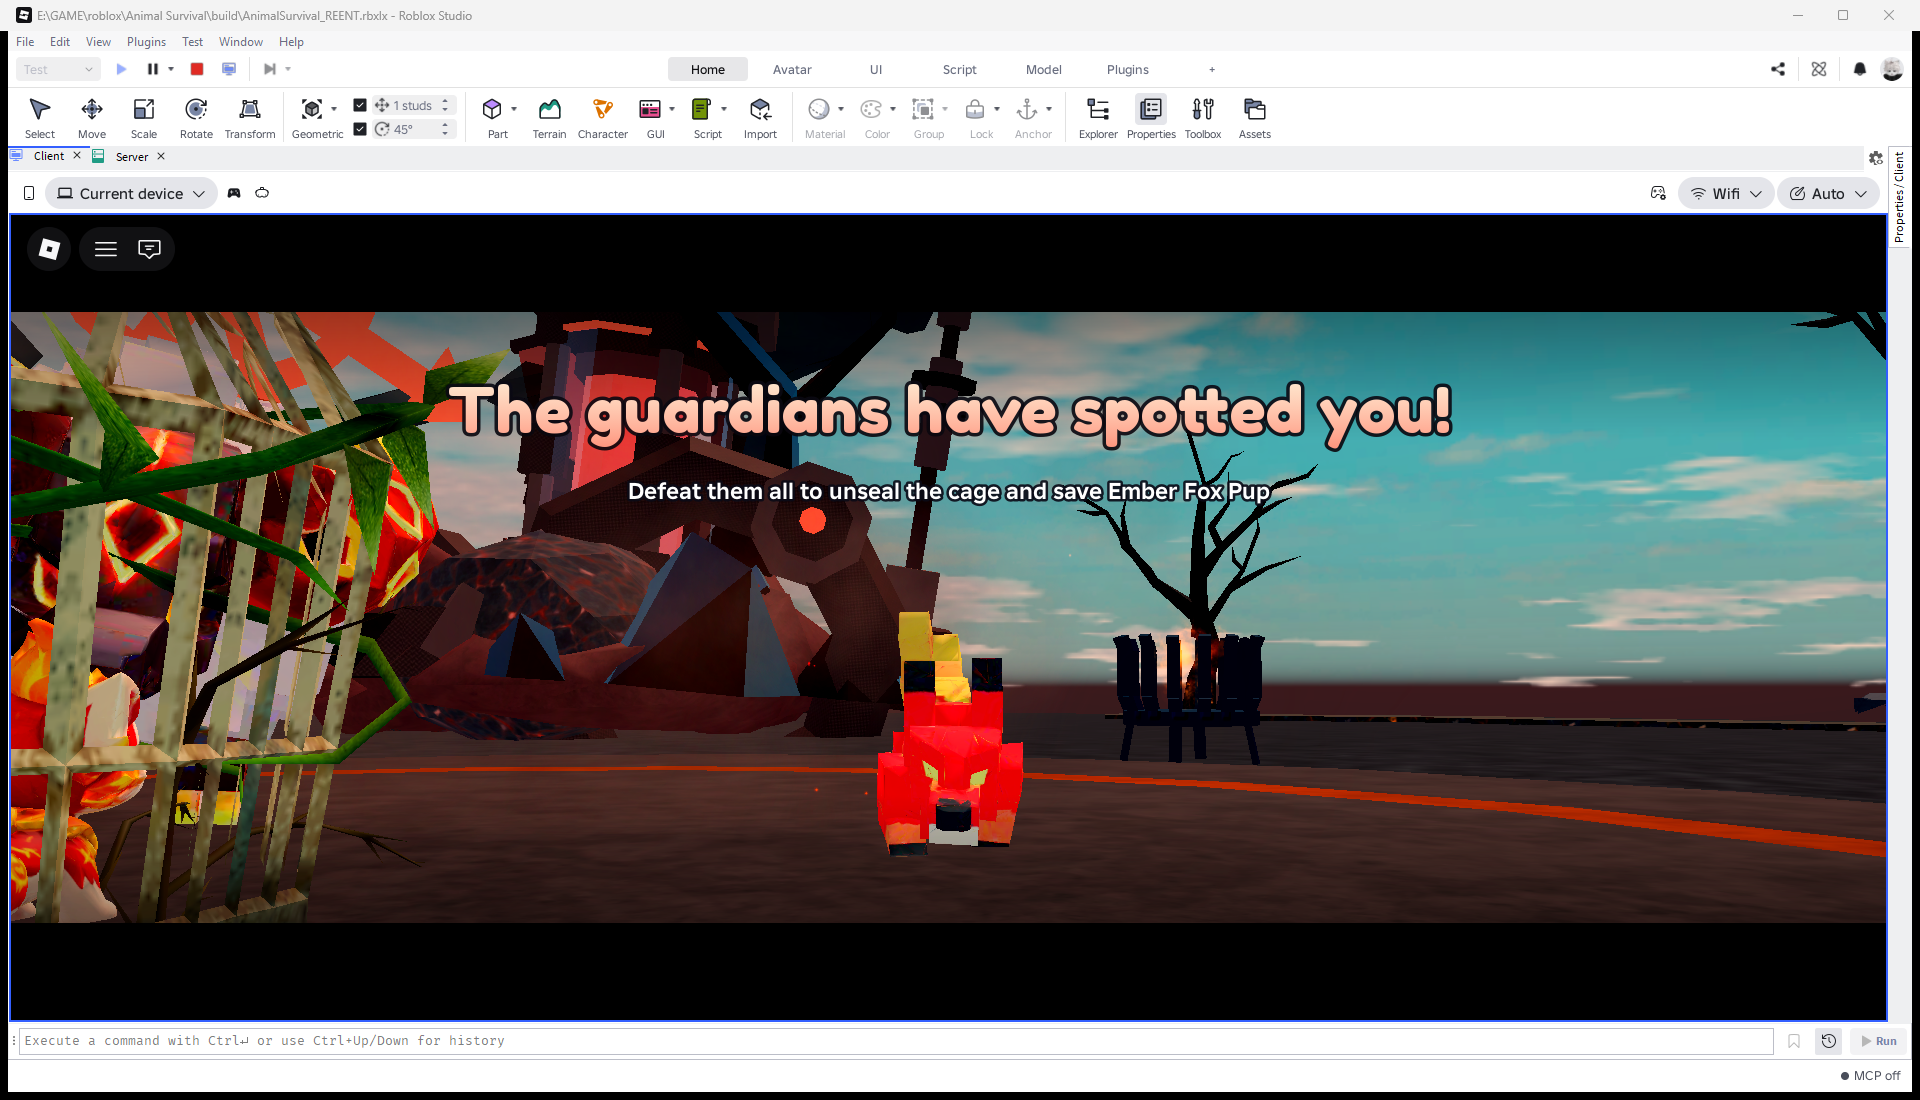 E:\GAME\roblox\Animal Survival\build\AnimalSurvival_REENT.rbxlx - Roblox Studio
File Edit View Plugins Test Window Help
Test Home Avatar UI Script Model Plugins +
1 studs
45°
Select Move Scale Rotate Transform Geometric Part Terrain Character GUI Script Import Material Color Group Lock Anchor Explorer Properties Toolbox Assets
Client Server
Properties / Client
Current device Wifi Auto
The guardians have spotted you!
Defeat them all to unseal the cage and save Ember Fox Pup
Execute a command with Ctrl↵ or use Ctrl+Up/Down for history
Run
MCP off